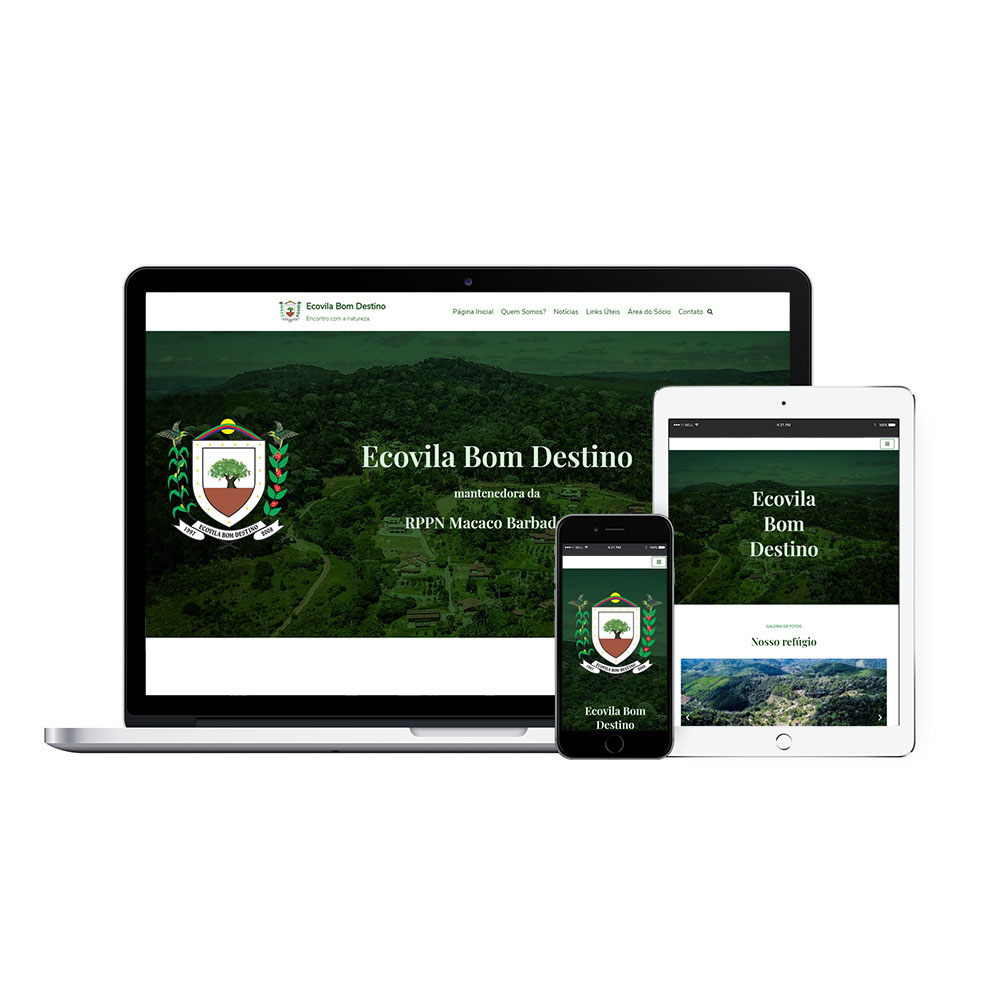 Ecovila Bom Destino
Encontro com a natureza.
Página Inicial Quem Somos? Notícias Links Úteis Área do Sócio Contato
Ecovila Bom Destino
mantenedora da
RPPN Macaco Barbad
1997 ECOVILA BOM DESTINO 2008
BELL 4:21 PM 100%
Ecovila
Bom
Destino
GALERIA DE FOTOS
Nosso refúgio
BELL 4:21 PM 100%
1997 ECOVILA BOM DESTINO 2008
Ecovila Bom
Destino